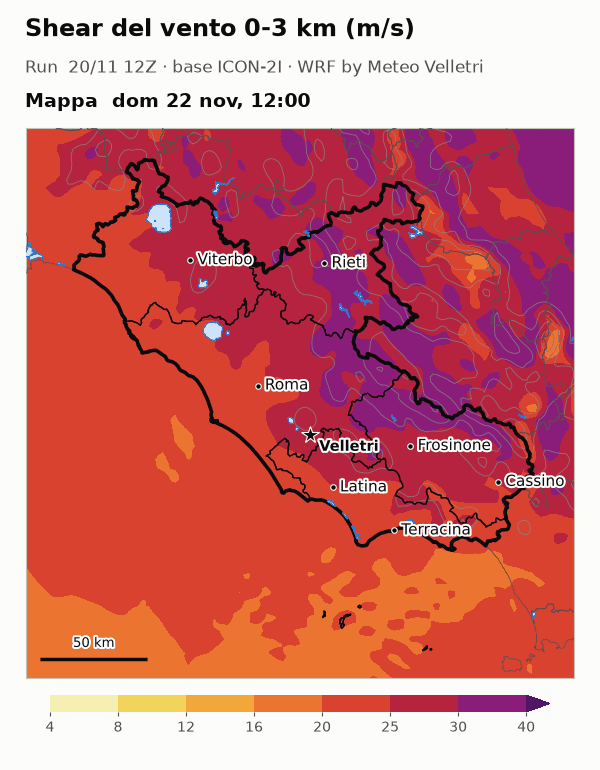 Shear del vento 0-3 km (m/s)
Run  20/11 12Z · base ICON-2I · WRF by Meteo Velletri
Mappa  dom 22 nov, 12:00
Viterbo
Rieti
Roma
Velletri
Frosinone
Latina
Cassino
Terracina
50 km
4 8 12 16 20 25 30 40